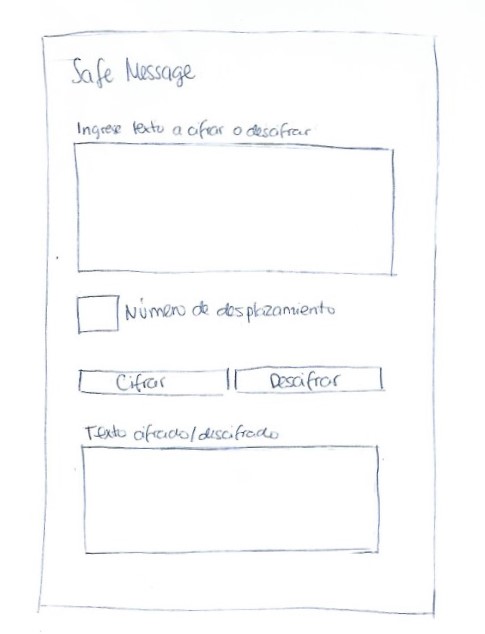 Safe Message
Ingrese texto a cifrar o descifrar
Número de desplazamiento
Cifrar
Descifrar
Texto cifrado/descifrado